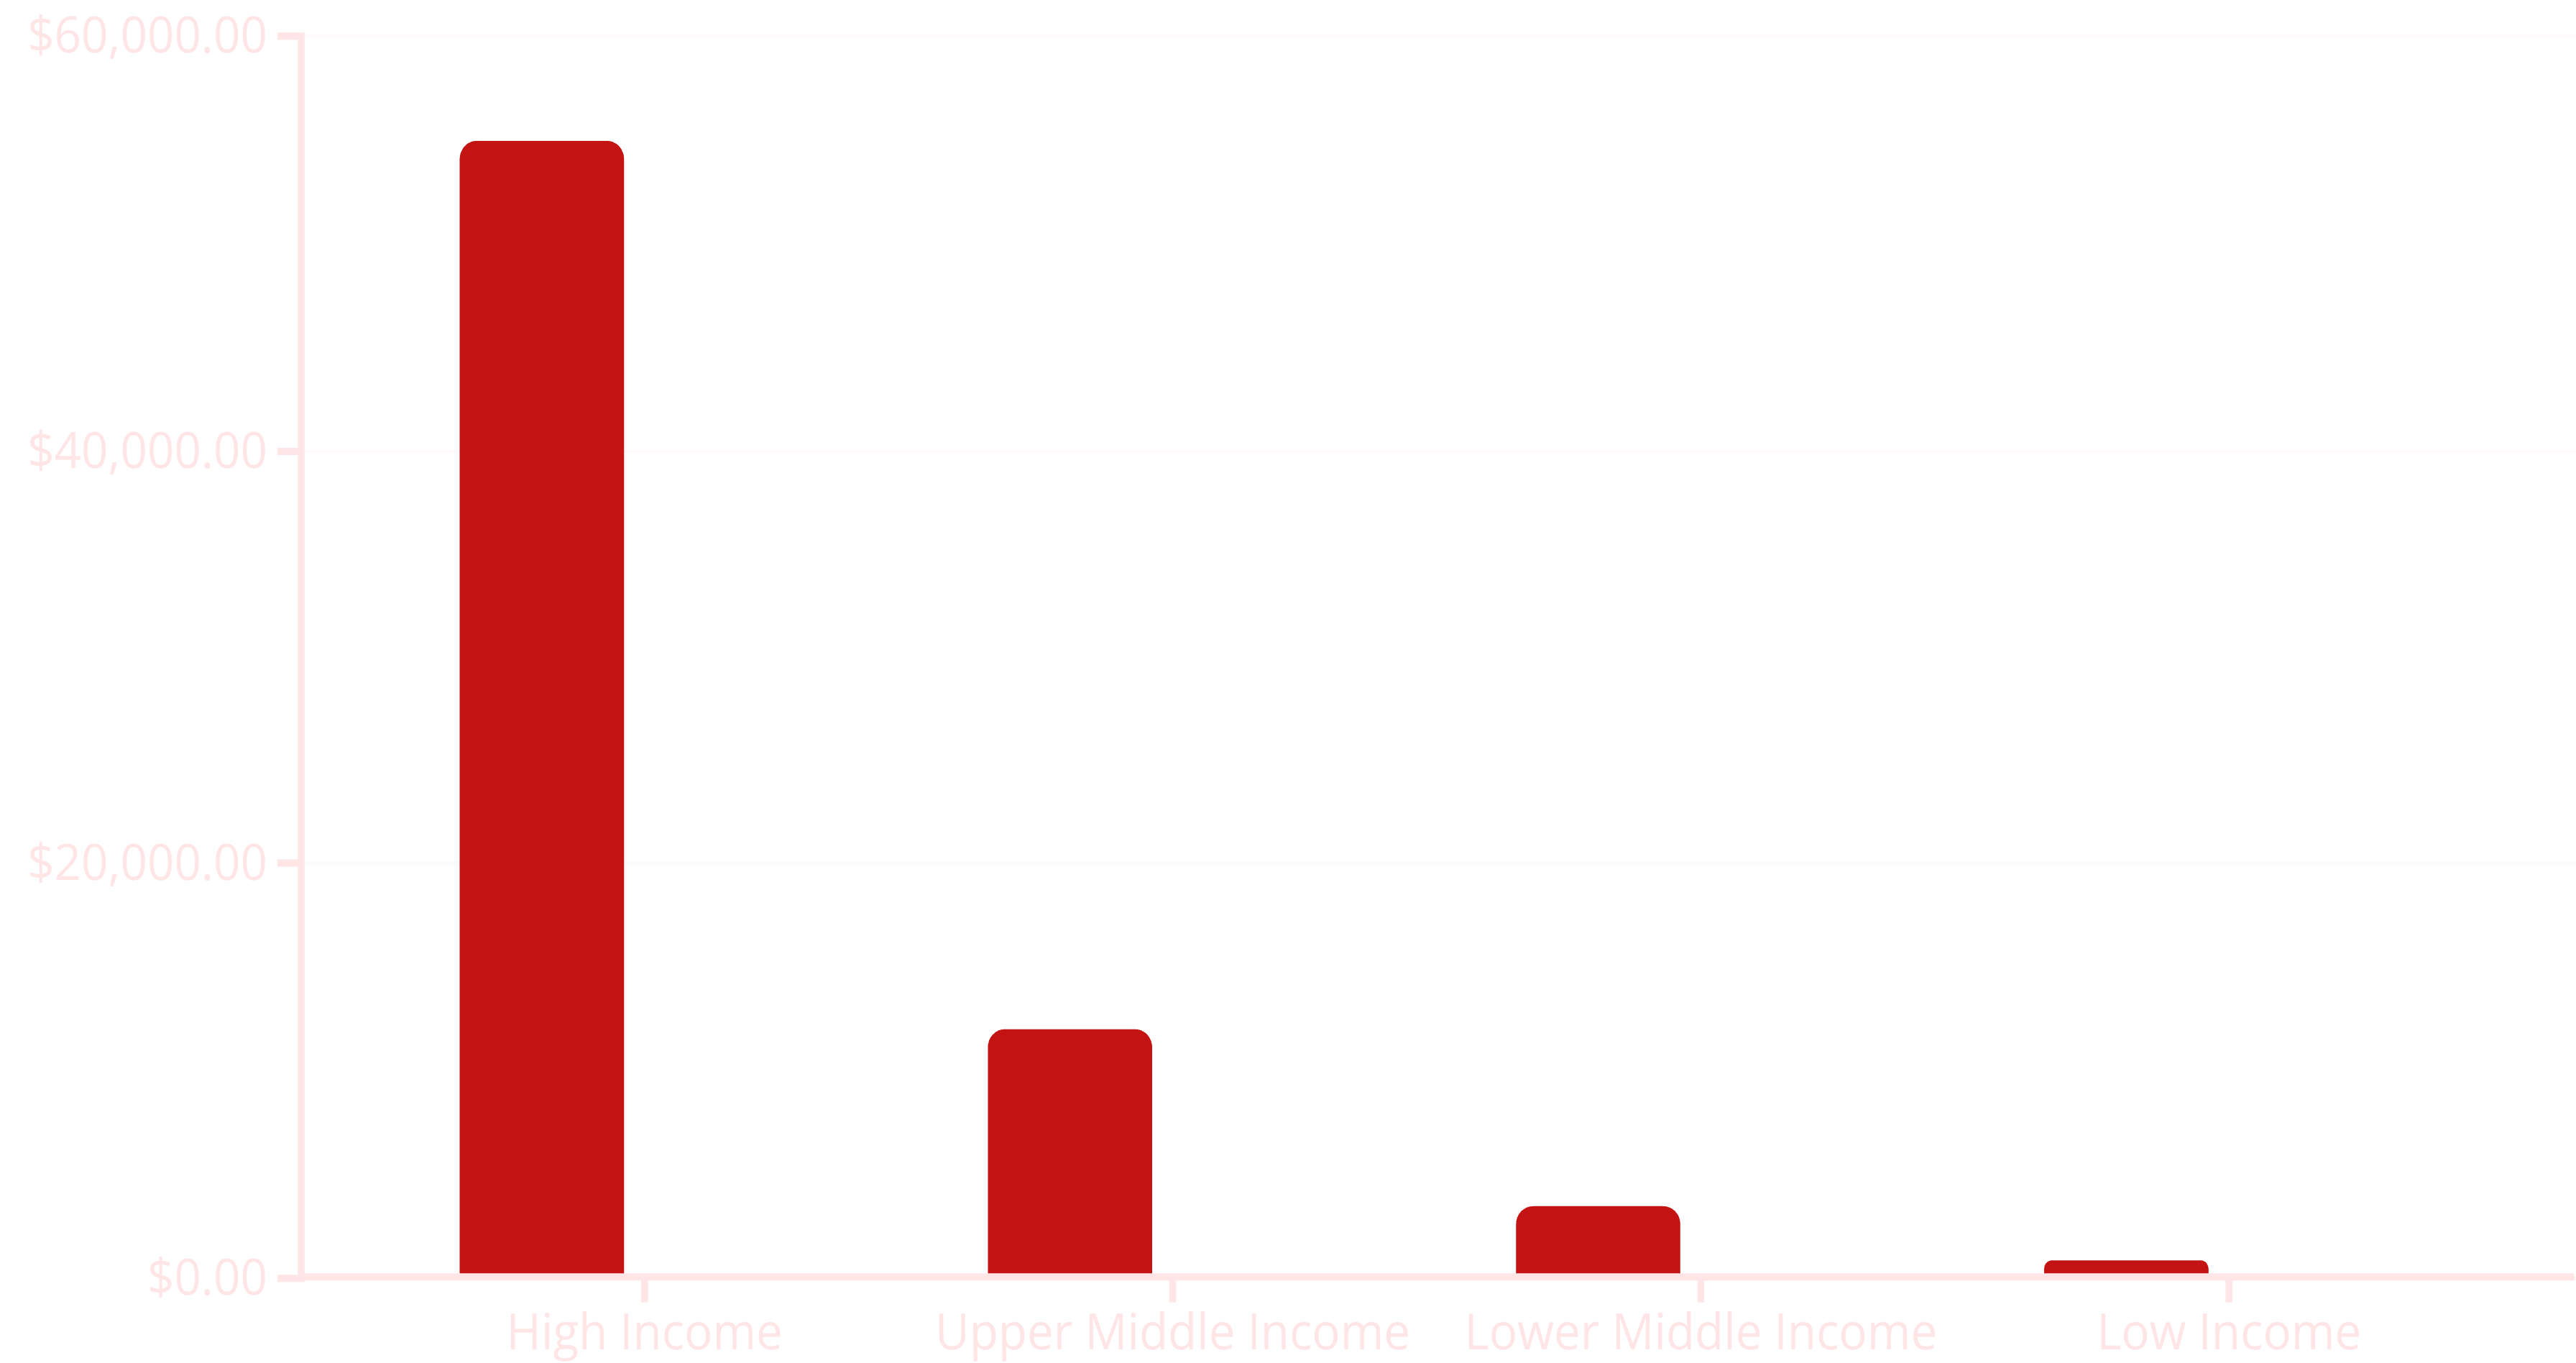 $60,000.00
$40,000.00
$20,000.00
$0.00
High Income
Upper Middle Income
Lower Middle Income
Low Income